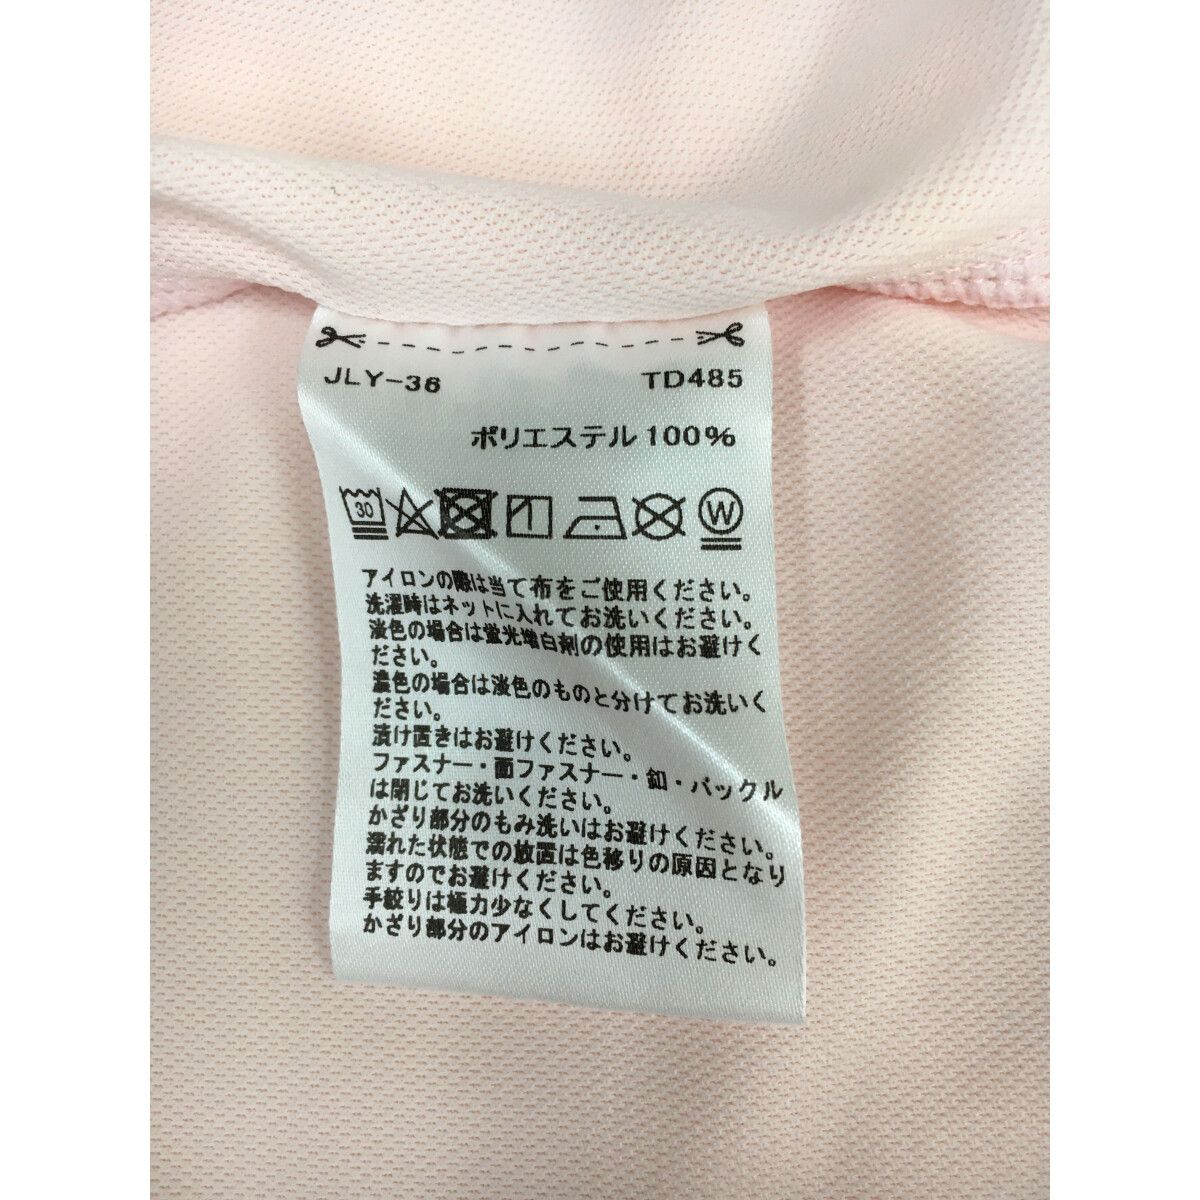 JLY-36 TD485
ポリエステル100%
30 W
アイロンの際は当て布をご使用ください。
洗濯時はネットに入れてお洗いください。
淡色の場合は蛍光増白剤の使用はお避けく
ださい。
濃色の場合は淡色のものと分けてお洗いく
ださい。
漬け置きはお避けください。
ファスナー・面ファスナー・釦・バックル
は閉じてお洗いください。
かざり部分のもみ洗いはお避けください。
濡れた状態での放置は色移りの原因となり
ますのでお避けください。
手絞りは極力少なくしてください。
かざり部分のアイロンはお避けください。